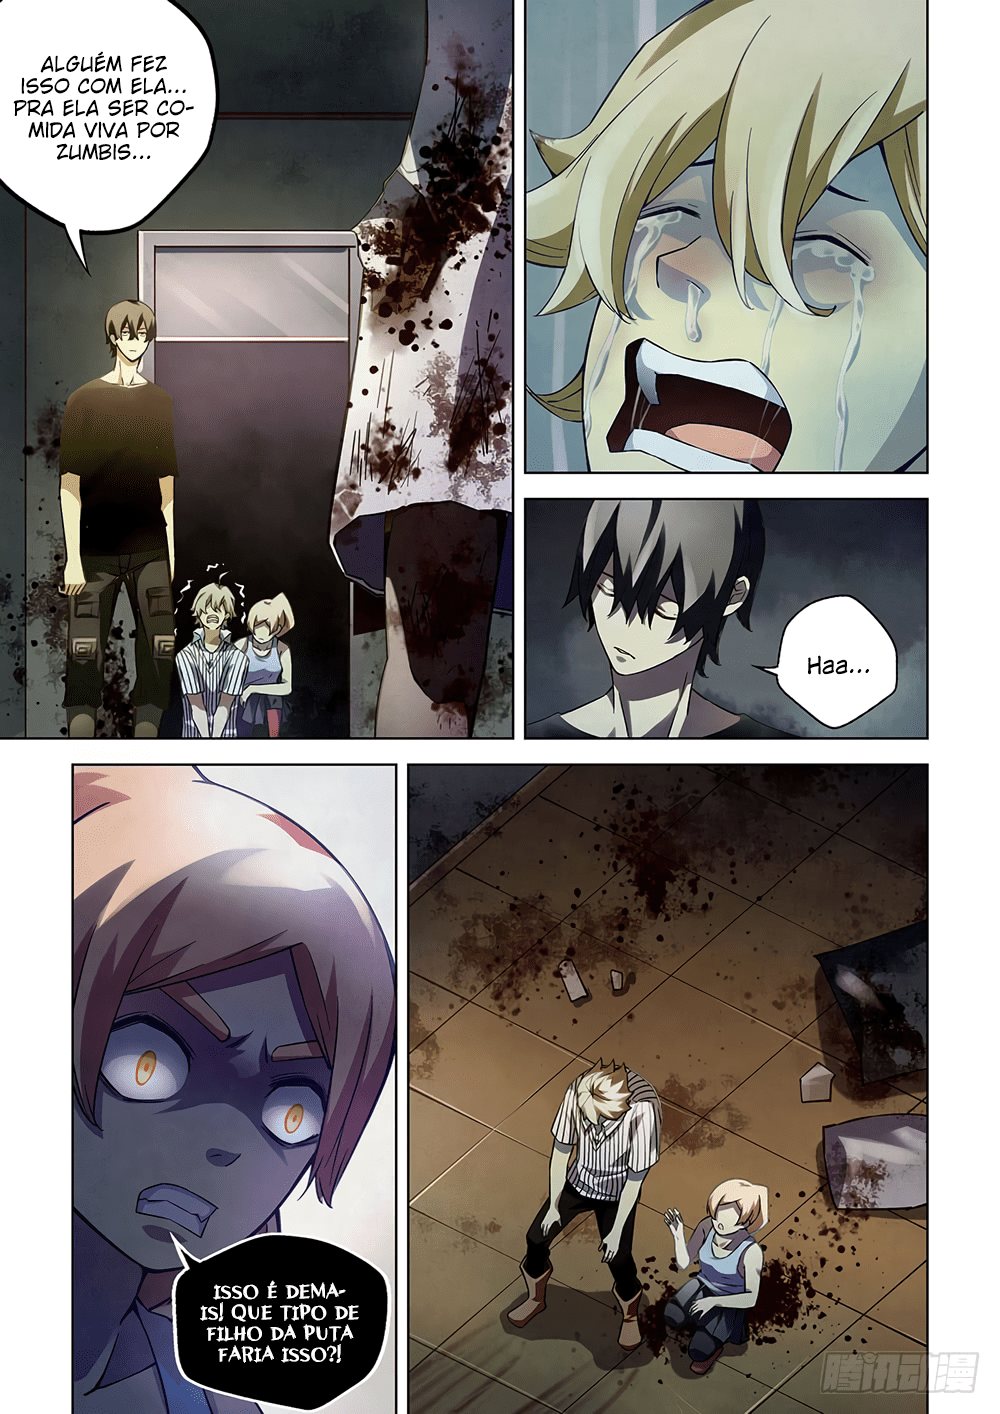 ALGUÉM FEZ
ISSO COM ELA...
PRA ELA SER CO-
MIDA VIVA POR
ZUMBIS...
Haa...
ISSO É DEMA-
IS! QUE TIPO DE
FILHO DA PUTA
FARIA ISSO?!
腾讯动漫